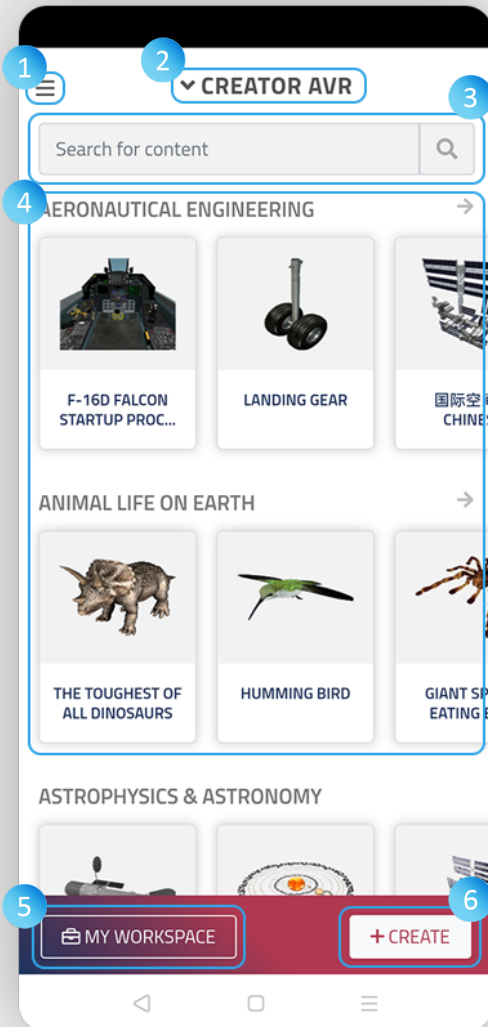 1
2
CREATOR AVR
3
Search for content
4
AERONAUTICAL ENGINEERING
F-16D FALCON
STARTUP PROC...
LANDING GEAR
国际空
CHINES
ANIMAL LIFE ON EARTH
THE TOUGHEST OF
ALL DINOSAURS
HUMMING BIRD
GIANT SP
EATING
ASTROPHYSICS & ASTRONOMY
5
MY WORKSPACE
6
+ CREATE